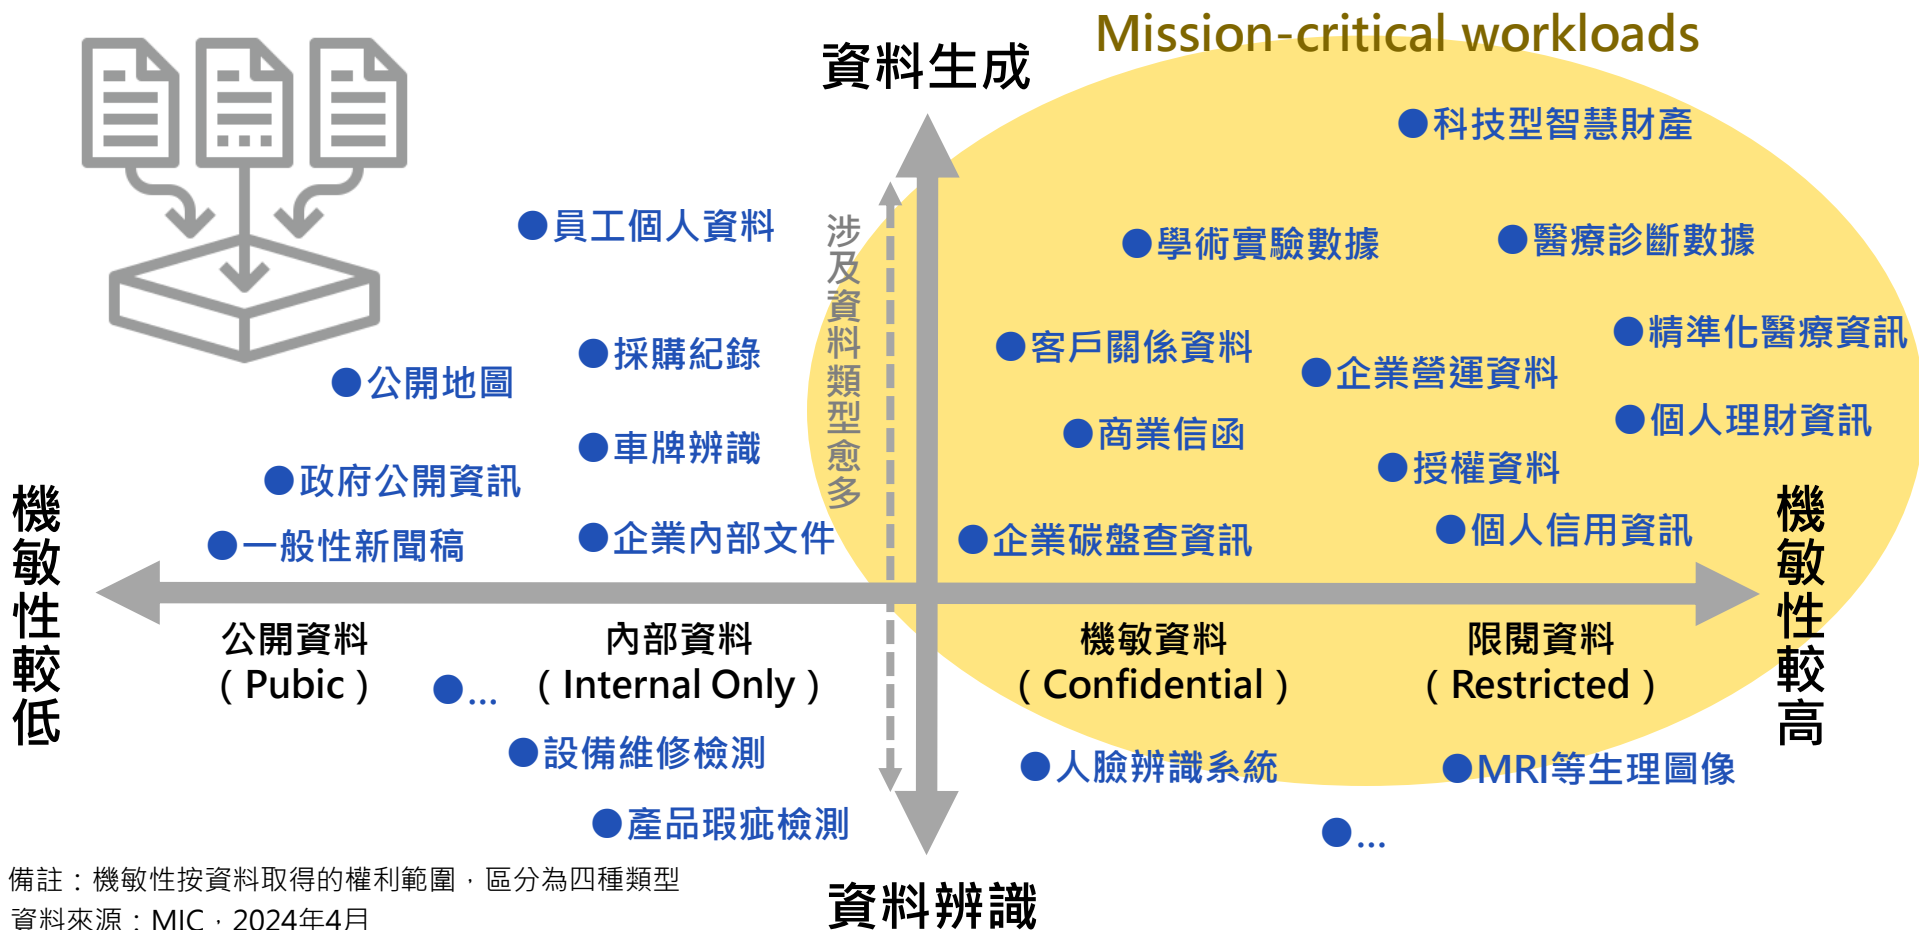 Mission-critical workloads
資料生成
●科技型智慧財產
●員工個人資料
涉及資料類型愈多
●學術實驗數據
●醫療診斷數據
●採購紀錄
●客戶關係資料
●精準化醫療資訊
●公開地圖
●企業營運資料
●車牌辨識
●商業信函
●個人理財資訊
●政府公開資訊
●授權資料
機敏性較低
機敏性較高
●一般性新聞稿
●企業內部文件
●企業碳盤查資訊
●個人信用資訊
公開資料
（Pubic）
內部資料
（Internal Only）
機敏資料
（Confidential）
限閱資料
（Restricted）
●...
●設備維修檢測
●人臉辨識系統
●MRI等生理圖像
●產品瑕疵檢測
●...
備註：機敏性按資料取得的權利範圍，區分為四種類型
資料辨識
資料來源：MIC，2024年4月